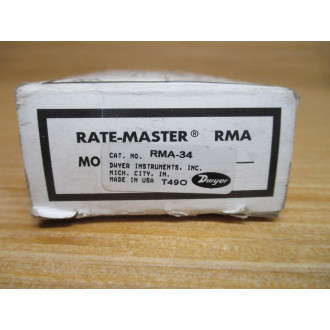 RATE-MASTER® RMA
MO
CAT. NO. RMA-34
DWYER INSTRUMENTS, INC.
MICH. CITY, IN.
MADE IN USA T490
Dwyer